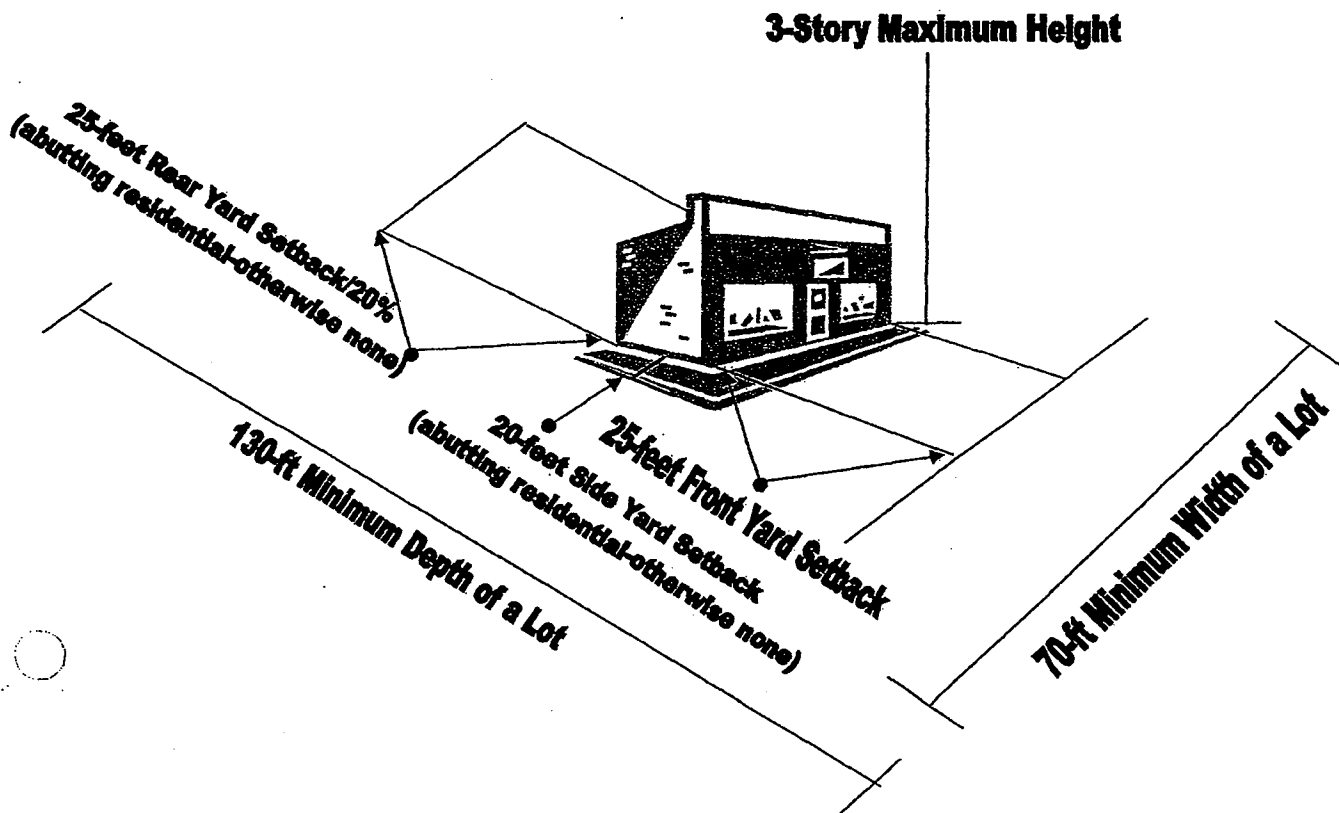 3-Story Maximum Height
25-feet Rear Yard Setback/20%
(abutting residential-otherwise none)
20-feet Side Yard Setback
(abutting residential-otherwise none)
25-feet Front Yard Setback
130-ft Minimum Depth of a Lot
70-ft Minimum Width of a Lot